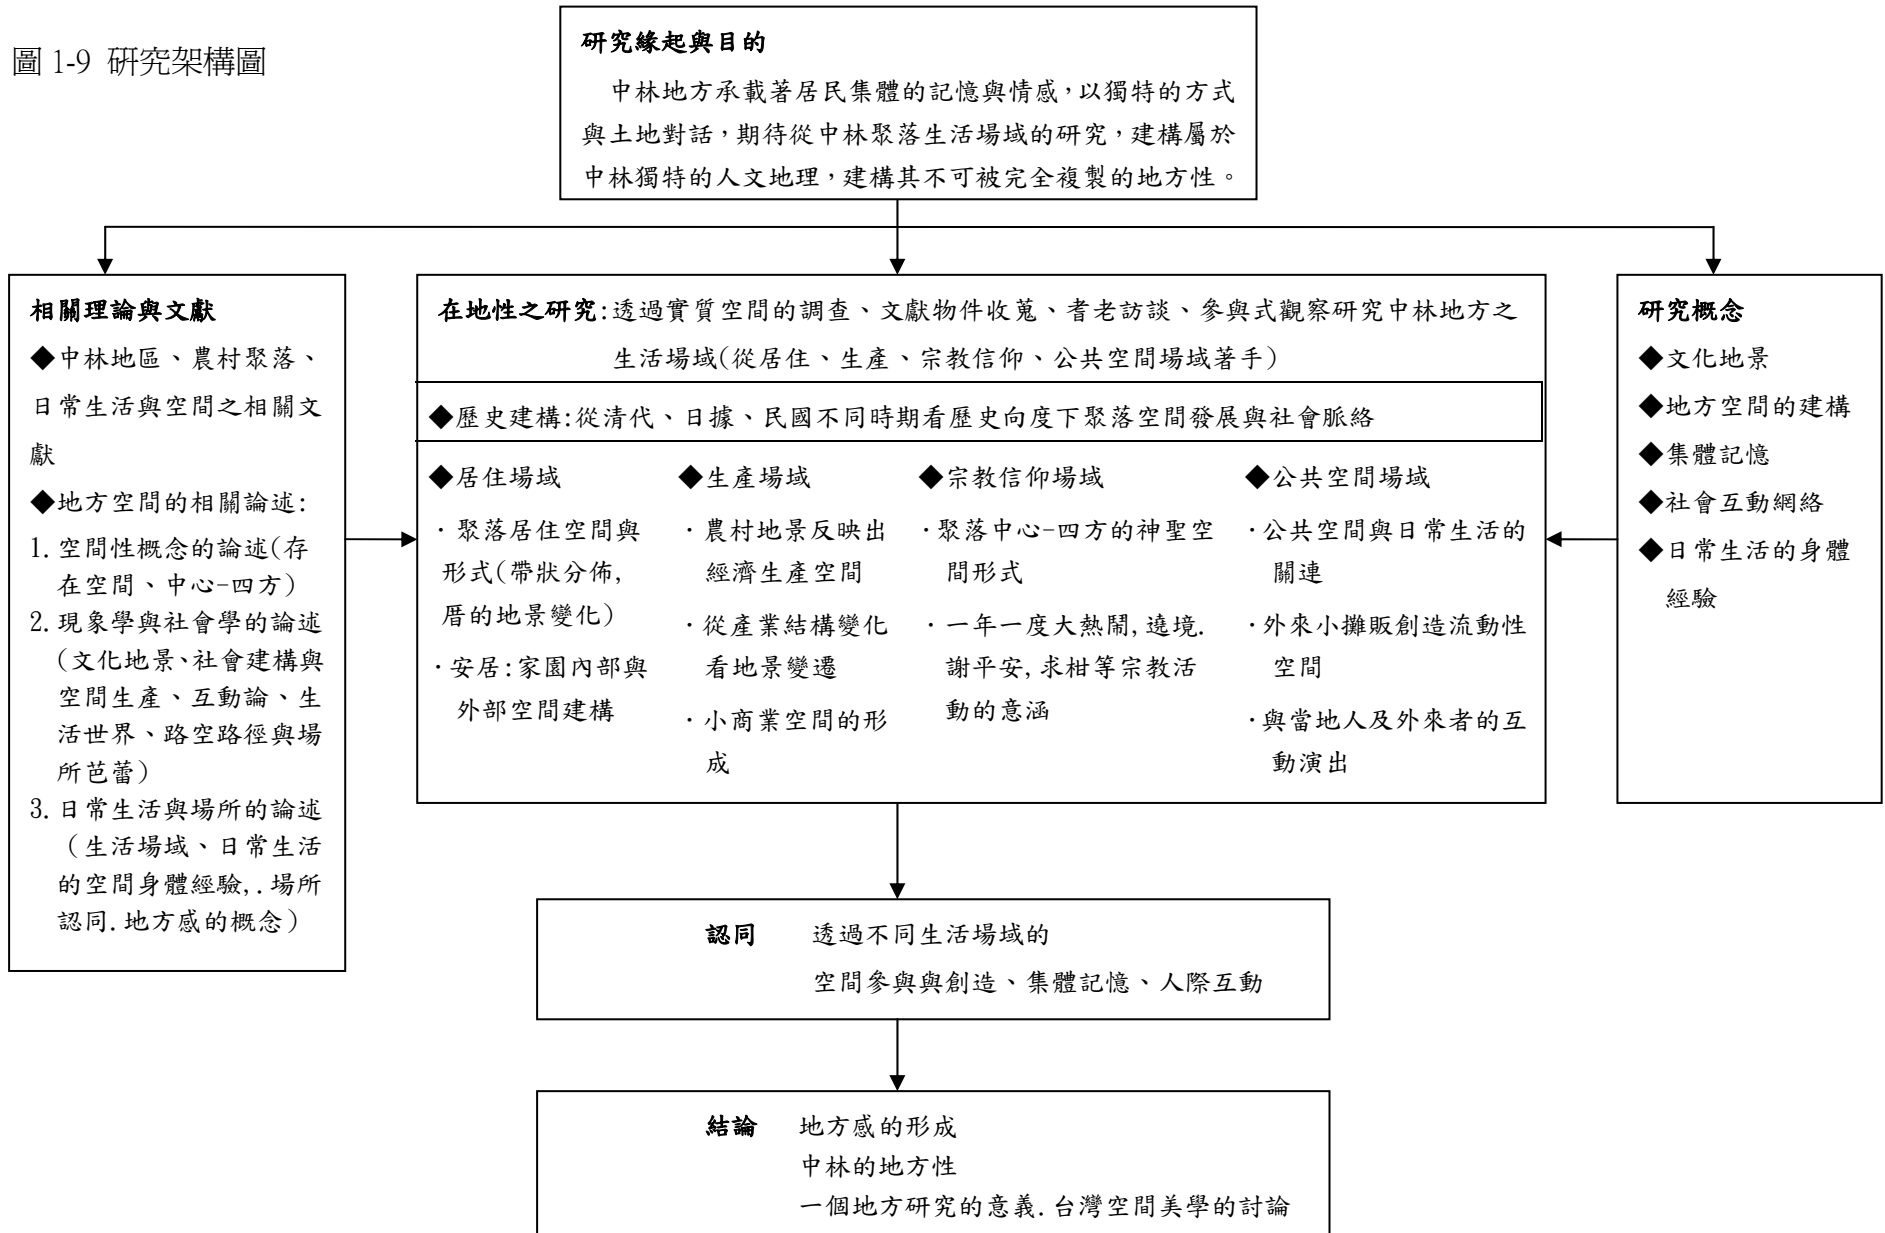 圖 1-9 研究架構圖
研究緣起與目的
中林地方承載著居民集體的記憶與情感，以獨特的方式
與土地對話，期待從中林聚落生活場域的研究，建構屬於
中林獨特的人文地理，建構其不可被完全複製的地方性。
相關理論與文獻
◆中林地區、農村聚落、
日常生活與空間之相關文
獻
◆地方空間的相關論述:
1. 空間性概念的論述(存
在空間、中心-四方)
2. 現象學與社會學的論述
(文化地景、社會建構與
空間生產、互動論、生
活世界、路空路徑與場
所芭蕾)
3. 日常生活與場所的論述
(生活場域、日常生活
的空間身體經驗,.場所
認同.地方感的概念)
在地性之研究:透過實質空間的調查、文獻物件收蒐、耆老訪談、參與式觀察研究中林地方之
生活場域(從居住、生產、宗教信仰、公共空間場域著手)
◆歷史建構:從清代、日據、民國不同時期看歷史向度下聚落空間發展與社會脈絡
◆居住場域
·聚落居住空間與
形式(帶狀分佈,
厝的地景變化)
·安居:家園內部與
外部空間建構
◆生產場域
·農村地景反映出
經濟生產空間
·從產業結構變化
看地景變遷
·小商業空間的形
成
◆宗教信仰場域
·聚落中心-四方的神聖空
間形式
·一年一度大熱鬧,遶境.
謝平安,求柑等宗教活
動的意涵
◆公共空間場域
·公共空間與日常生活的
關連
·外來小攤販創造流動性
空間
·與當地人及外來者的互
動演出
研究概念
◆文化地景
◆地方空間的建構
◆集體記憶
◆社會互動網絡
◆日常生活的身體
經驗
認同 透過不同生活場域的
空間參與與創造、集體記憶、人際互動
結論 地方感的形成
中林的地方性
一個地方研究的意義.台灣空間美學的討論